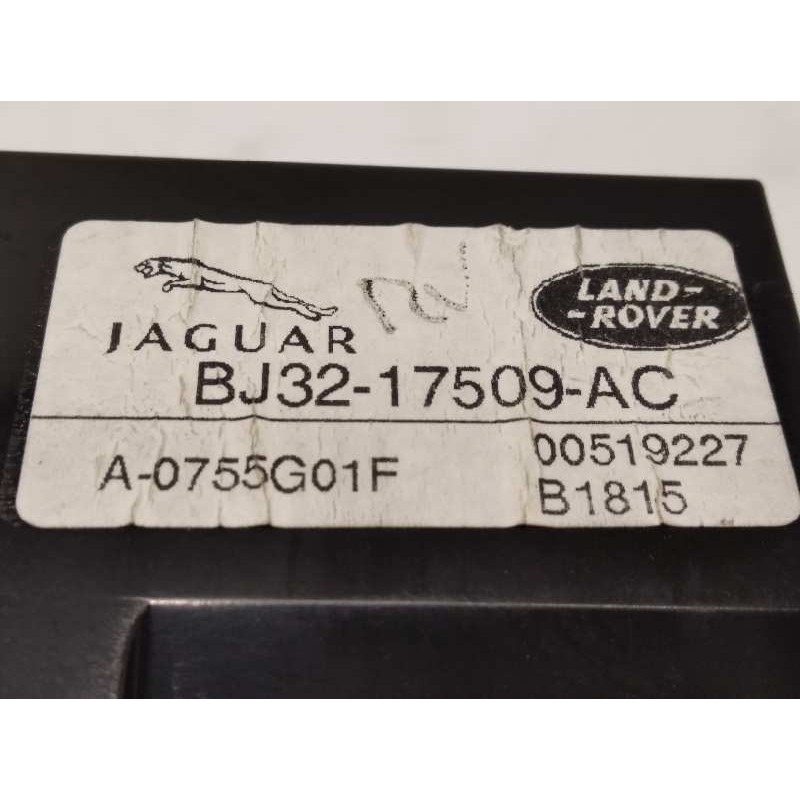 JAGUAR
LAND-
-ROVER
BJ32-17509-AC
A-0755G01F
00519227
B1815